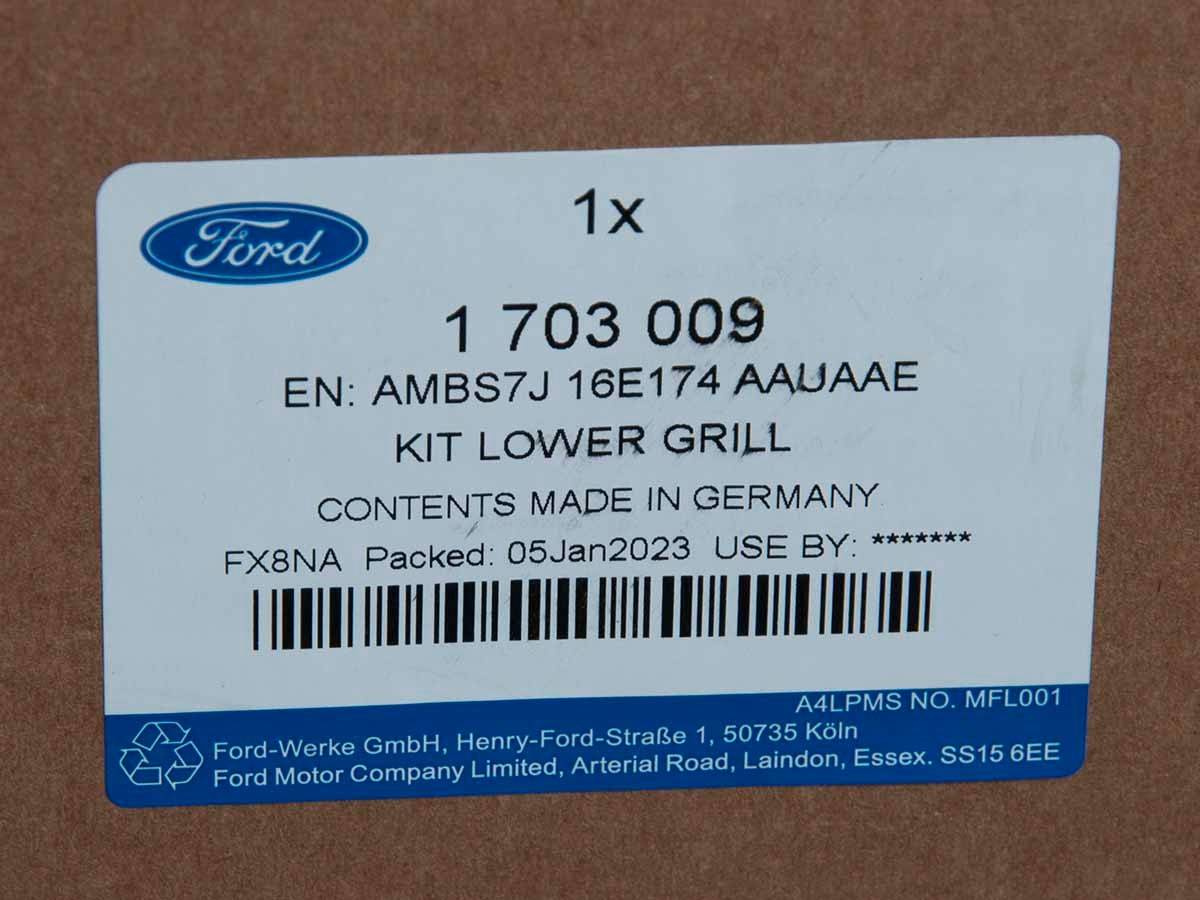 Ford
1x
1 703 009
EN: AMBS7J 16E174 AAUAAE
KIT LOWER GRILL
CONTENTS MADE IN GERMANY
FX8NA Packed: 05Jan2023 USE BY: *******
A4LPMS NO. MFL001
Ford-Werke GmbH, Henry-Ford-Straße 1, 50735 Köln
Ford Motor Company Limited, Arterial Road, Laindon, Essex. SS15 6EE